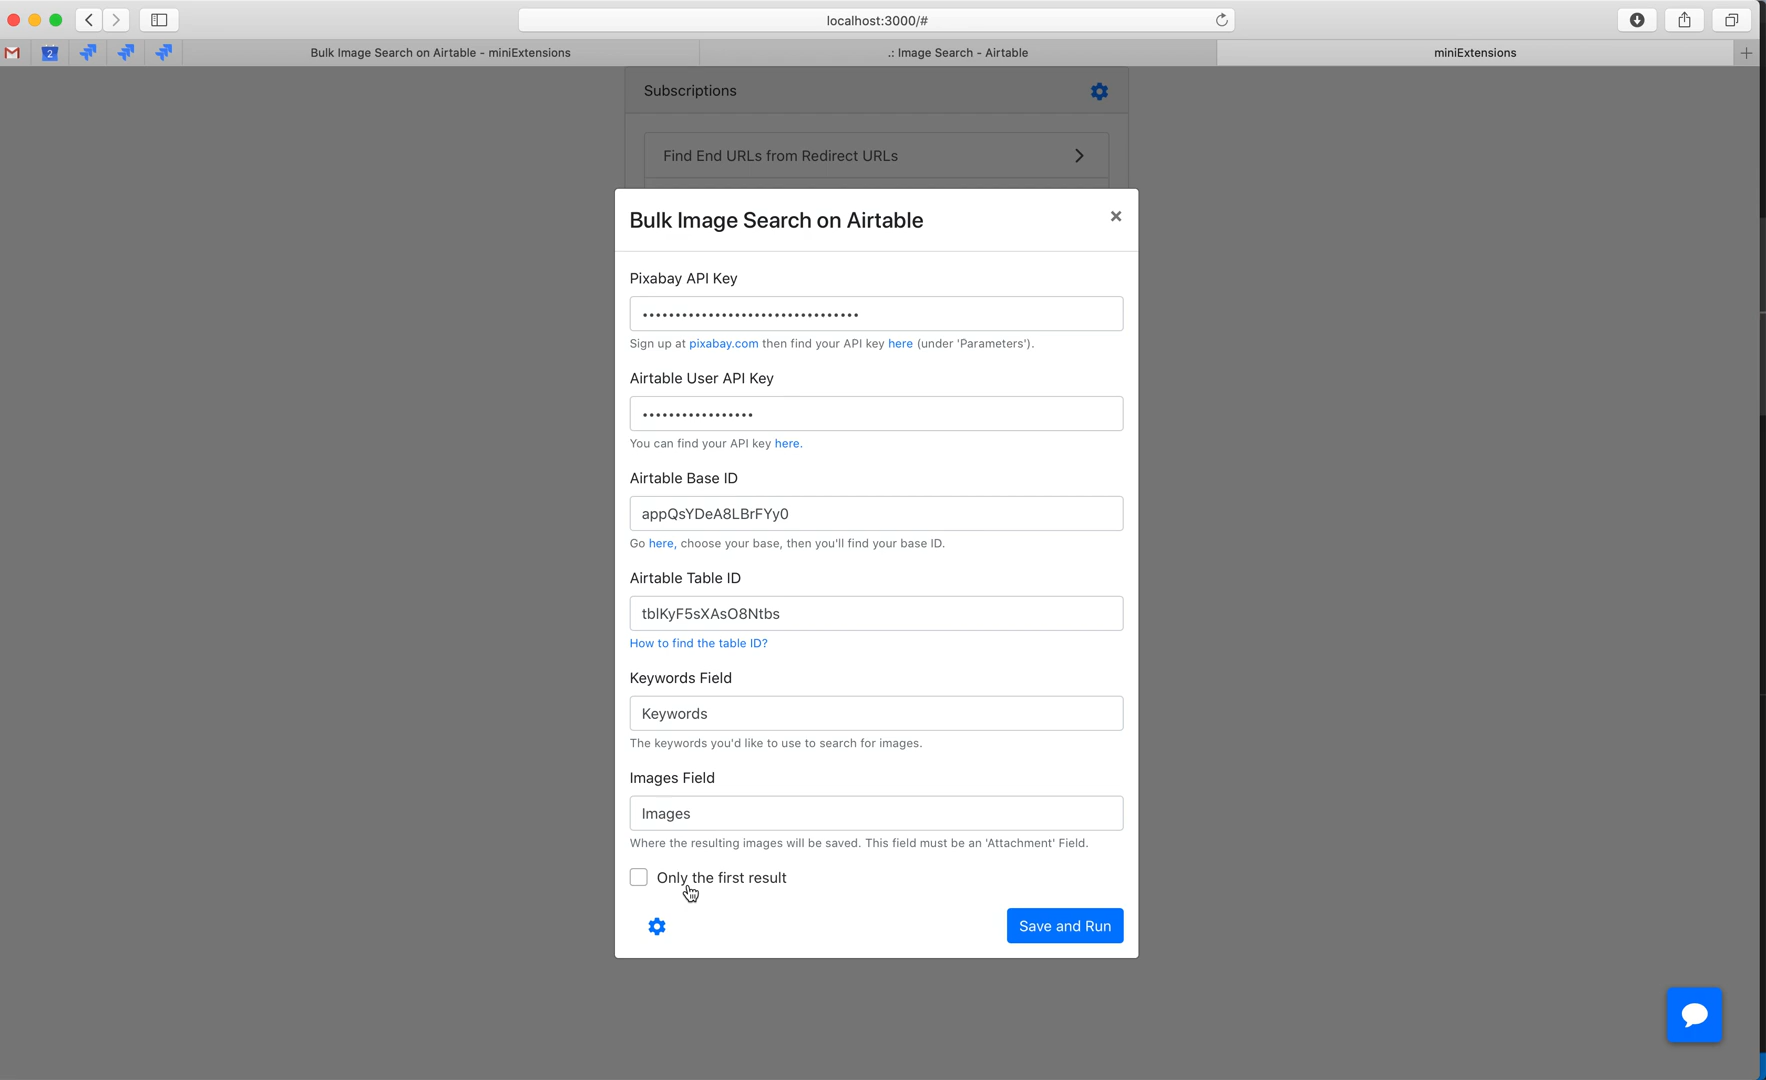 localhost:3000/#
2
Bulk Image Search on Airtable - miniExtensions
.: Image Search - Airtable
miniExtensions
Subscriptions
Find End URLs from Redirect URLs
Bulk Image Search on Airtable
×
Pixabay API Key
•••••••••••••••••••••••••••••••••
Sign up at pixabay.com then find your API key here (under 'Parameters').
Airtable User API Key
•••••••••••••••••
You can find your API key here.
Airtable Base ID
appQsYDeA8LBrFYy0
Go here, choose your base, then you'll find your base ID.
Airtable Table ID
tblKyF5sXAsO8Ntbs
How to find the table ID?
Keywords Field
Keywords
The keywords you'd like to use to search for images.
Images Field
Images
Where the resulting images will be saved. This field must be an 'Attachment' Field.
Only the first result
Save and Run